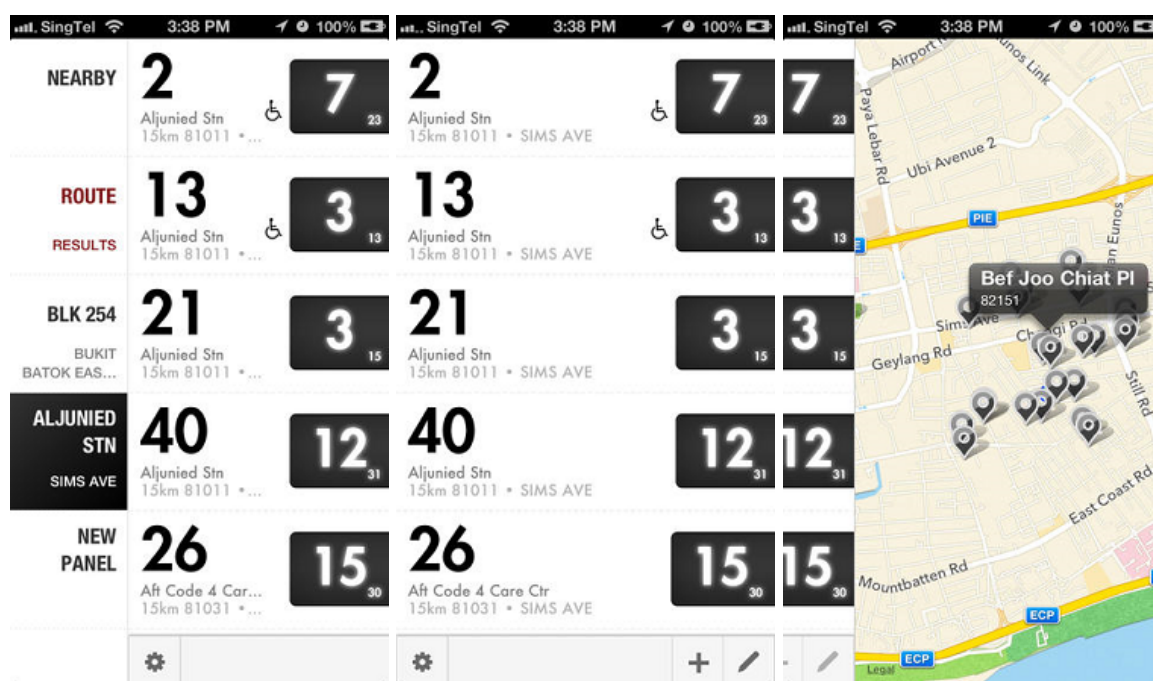 SingTel 3:38 PM 100%
NEARBY
ROUTE
RESULTS
BLK 254
BUKIT
BATOK EAS...
ALJUNIED
STN
SIMS AVE
NEW
PANEL
2
Aljunied Stn
15km 81011 • ...
7
23
13
Aljunied Stn
15km 81011 • ...
3
13
21
Aljunied Stn
15km 81011 • ...
3
15
40
Aljunied Stn
15km 81011 • ...
12
31
26
Aft Code 4 Car...
15km 81031 • ...
15
30
SingTel 3:38 PM 100%
2
Aljunied Stn
15km 81011 • SIMS AVE
7
23
13
Aljunied Stn
15km 81011 • SIMS AVE
3
13
21
Aljunied Stn
15km 81011 • SIMS AVE
3
15
40
Aljunied Stn
15km 81011 • SIMS AVE
12
31
26
Aft Code 4 Care Ctr
15km 81031 • SIMS AVE
15
30
SingTel 3:38 PM 100%
7
23
3
13
3
15
12
31
15
30
Airport
Eunos Link
Paya Lebar Rd
Ubi Avenue 2
PIE
Eunos
Bef Joo Chiat Pl
82151
Sims Ave
Changi Rd
Geylang Rd
Still Rd
East Coast Rd
Mountbatten Rd
ECP
ECP
Legal